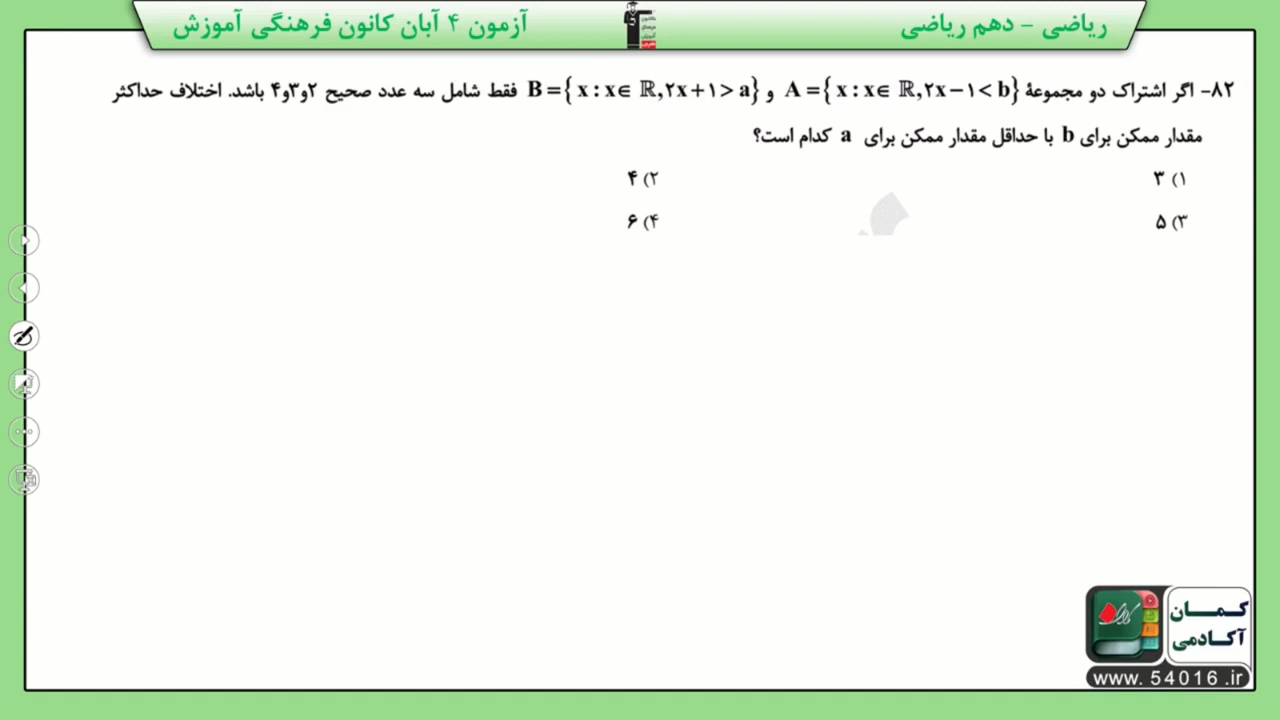 ریاضی - دهم ریاضی
آزمون ۴ آبان کانون فرهنگی آموزش
۸۲- اگر اشتراک دو مجموعهٔ A = { x : x ∈ ℝ, ۲x − ۱ < b } و B = { x : x ∈ ℝ, ۲x + ۱ > a } فقط شامل سه عدد صحیح ۲و۳و۴ باشد. اختلاف حداکثر
مقدار ممکن برای b با حداقل مقدار ممکن برای a کدام است؟
۱) ۳
۲) ۴
۳) ۵
۴) ۶
کمان
آکادمی
www. 54016 .ir